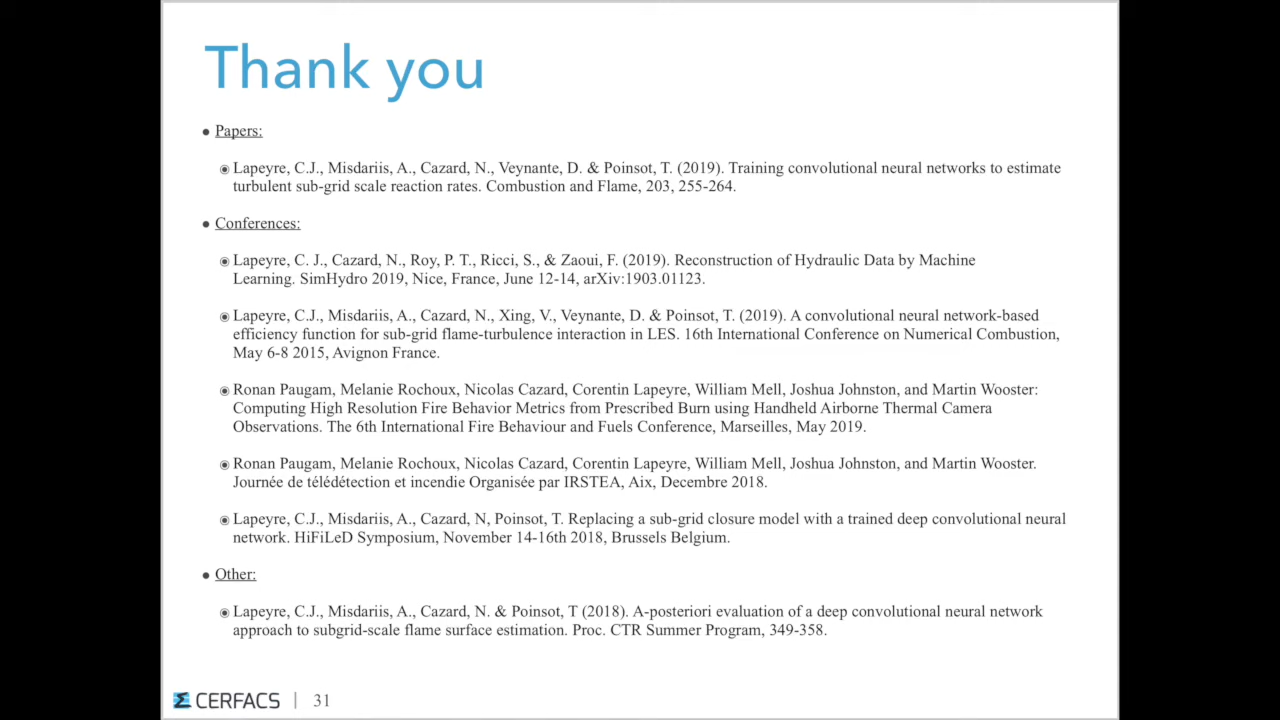 Thank you
• Papers:
Lapeyre, C.J., Misdariis, A., Cazard, N., Veynante, D. & Poinsot, T. (2019). Training convolutional neural networks to estimate
turbulent sub-grid scale reaction rates. Combustion and Flame, 203, 255-264.
• Conferences:
Lapeyre, C. J., Cazard, N., Roy, P. T., Ricci, S., & Zaoui, F. (2019). Reconstruction of Hydraulic Data by Machine
Learning. SimHydro 2019, Nice, France, June 12-14, arXiv:1903.01123.
Lapeyre, C.J., Misdariis, A., Cazard, N., Xing, V., Veynante, D. & Poinsot, T. (2019). A convolutional neural network-based
efficiency function for sub-grid flame-turbulence interaction in LES. 16th International Conference on Numerical Combustion,
May 6-8 2015, Avignon France.
Ronan Paugam, Melanie Rochoux, Nicolas Cazard, Corentin Lapeyre, William Mell, Joshua Johnston, and Martin Wooster:
Computing High Resolution Fire Behavior Metrics from Prescribed Burn using Handheld Airborne Thermal Camera
Observations. The 6th International Fire Behaviour and Fuels Conference, Marseilles, May 2019.
Ronan Paugam, Melanie Rochoux, Nicolas Cazard, Corentin Lapeyre, William Mell, Joshua Johnston, and Martin Wooster.
Journée de télédétection et incendie Organisée par IRSTEA, Aix, Decembre 2018.
Lapeyre, C.J., Misdariis, A., Cazard, N, Poinsot, T. Replacing a sub-grid closure model with a trained deep convolutional neural
network. HiFiLeD Symposium, November 14-16th 2018, Brussels Belgium.
• Other:
Lapeyre, C.J., Misdariis, A., Cazard, N. & Poinsot, T (2018). A-posteriori evaluation of a deep convolutional neural network
approach to subgrid-scale flame surface estimation. Proc. CTR Summer Program, 349-358.
CERFACS | 31